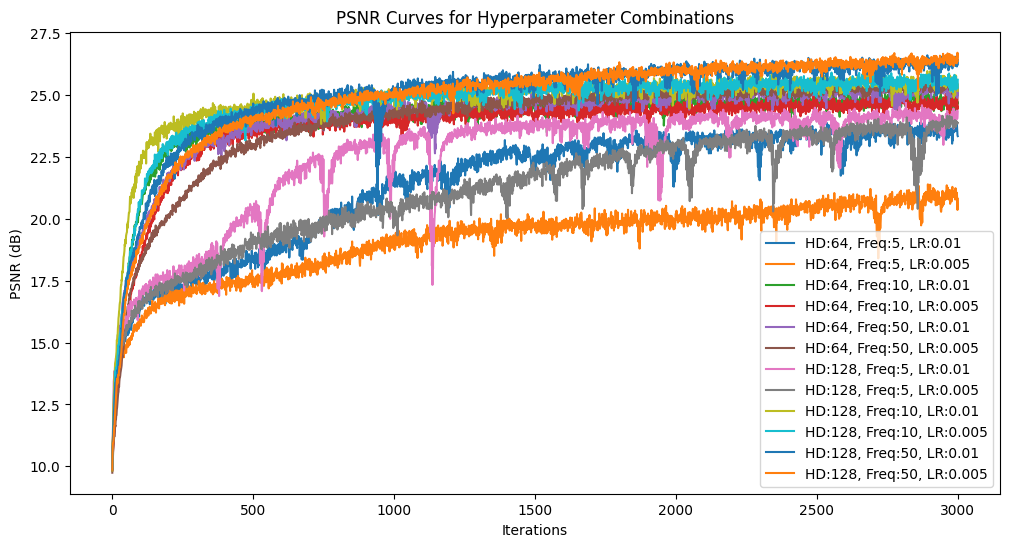 PSNR Curves for Hyperparameter Combinations
27.5
25.0
22.5
20.0
17.5
15.0
12.5
10.0
PSNR (dB)
HD:64, Freq:5, LR:0.01
HD:64, Freq:5, LR:0.005
HD:64, Freq:10, LR:0.01
HD:64, Freq:10, LR:0.005
HD:64, Freq:50, LR:0.01
HD:64, Freq:50, LR:0.005
HD:128, Freq:5, LR:0.01
HD:128, Freq:5, LR:0.005
HD:128, Freq:10, LR:0.01
HD:128, Freq:10, LR:0.005
HD:128, Freq:50, LR:0.01
HD:128, Freq:50, LR:0.005
0 500 1000 1500 2000 2500 3000
Iterations